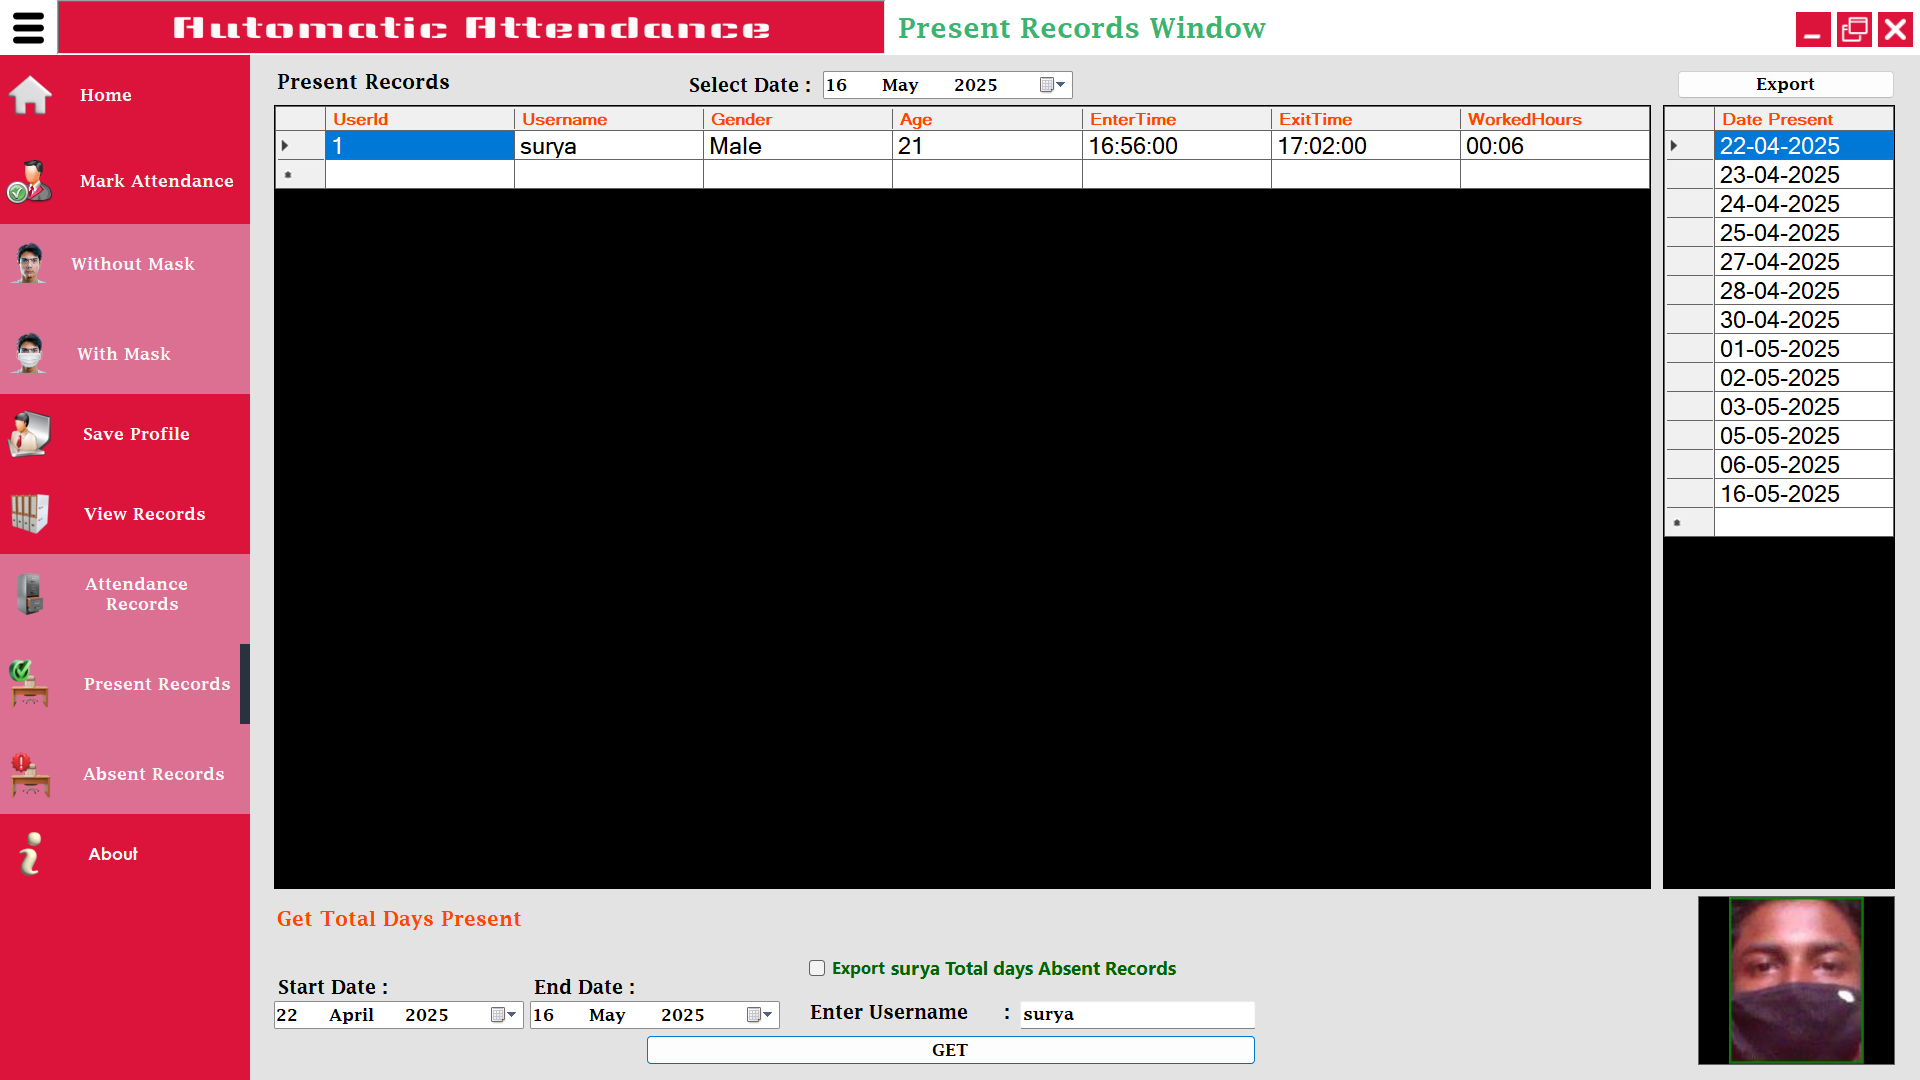 Automatic Attendance
Present Records Window
Home
Mark Attendance
Without Mask
With Mask
Save Profile
View Records
Attendance
Records
Present Records
Absent Records
About
Present Records
Select Date : 16 May 2025
Export
UserId Username Gender Age EnterTime ExitTime WorkedHours
1 surya Male 21 16:56:00 17:02:00 00:06
Date Present
22-04-2025
23-04-2025
24-04-2025
25-04-2025
27-04-2025
28-04-2025
30-04-2025
01-05-2025
02-05-2025
03-05-2025
05-05-2025
06-05-2025
16-05-2025
Get Total Days Present
Export surya Total days Absent Records
Start Date :
End Date :
22 April 2025
16 May 2025
Enter Username : surya
GET